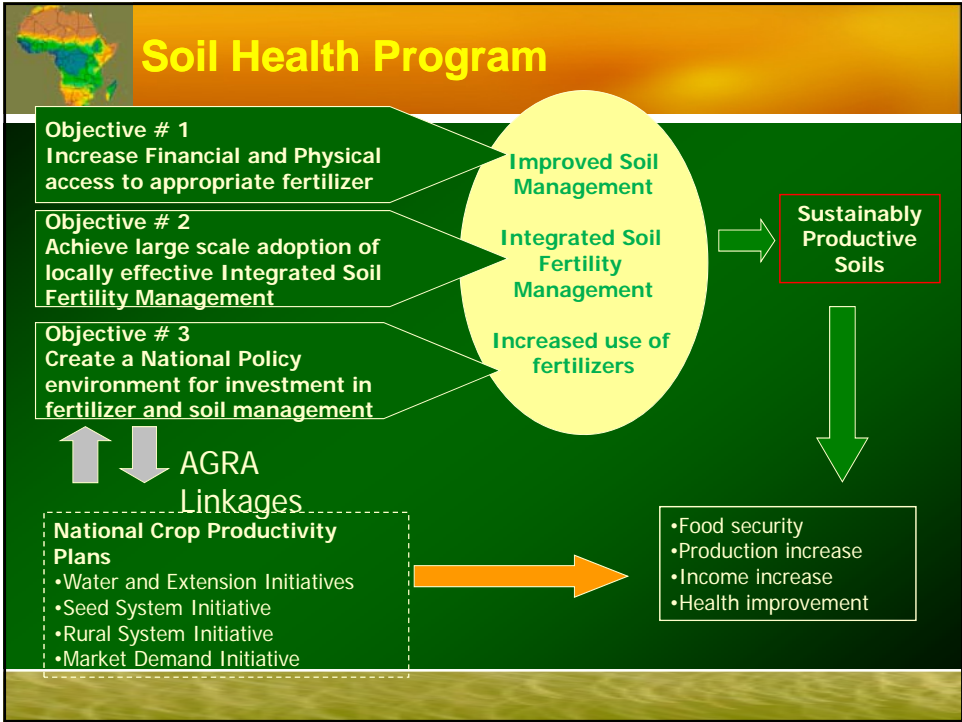 Soil Health Program
Objective # 1
Increase Financial and Physical
access to appropriate fertilizer
Objective # 2
Achieve large scale adoption of
locally effective Integrated Soil
Fertility Management
Objective # 3
Create a National Policy
environment for investment in
fertilizer and soil management
Improved Soil
Management
Integrated Soil
Fertility
Management
Increased use of
fertilizers
Sustainably
Productive
Soils
AGRA
Linkages
National Crop Productivity
Plans
•Water and Extension Initiatives
•Seed System Initiative
•Rural System Initiative
•Market Demand Initiative
•Food security
•Production increase
•Income increase
•Health improvement